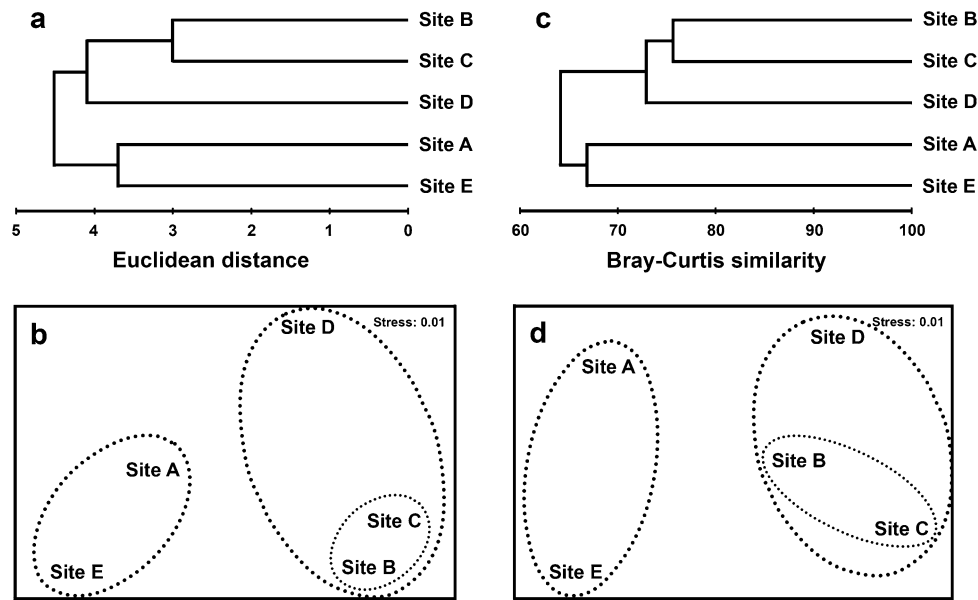 a
Site B
Site C
Site D
Site A
Site E
5 4 3 2 1 0
Euclidean distance
c
Site B
Site C
Site D
Site A
Site E
60 70 80 90 100
Bray-Curtis similarity
b
Stress: 0.01
Site D
Site A
Site C
Site B
Site E
d
Stress: 0.01
Site D
Site A
Site B
Site C
Site E